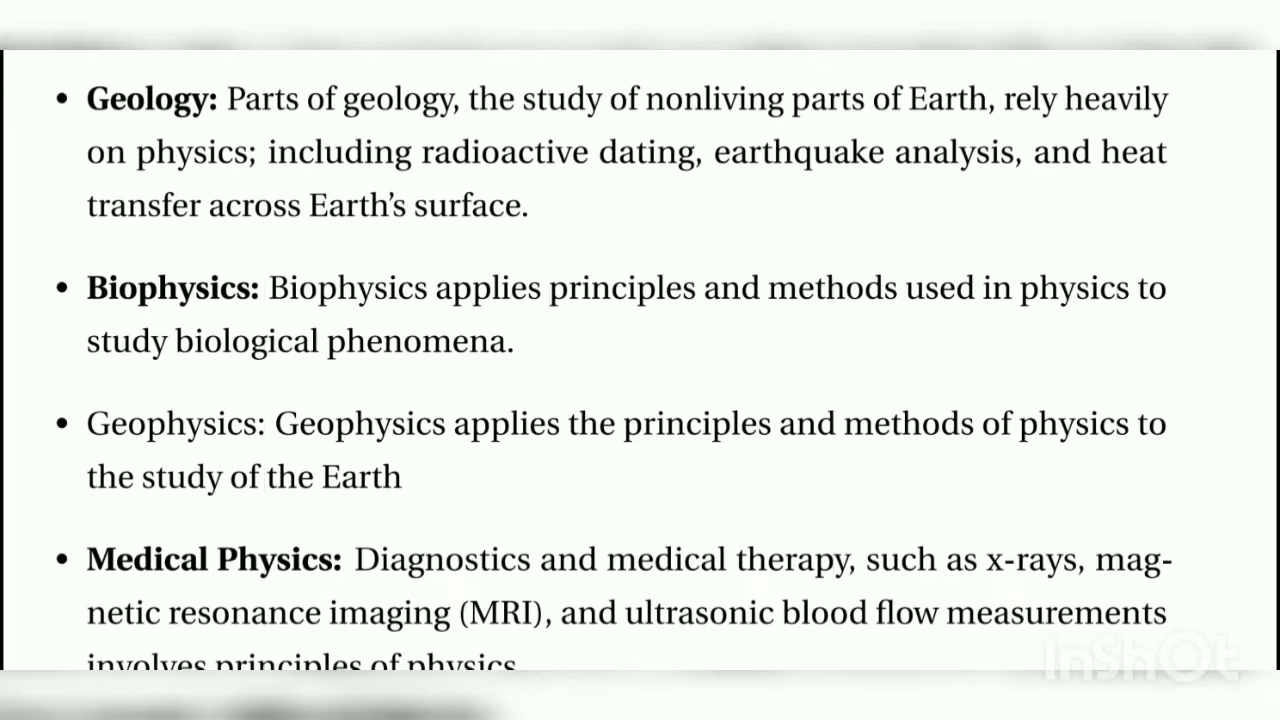 • Geology: Parts of geology, the study of nonliving parts of Earth, rely heavily
on physics; including radioactive dating, earthquake analysis, and heat
transfer across Earth’s surface.
• Biophysics: Biophysics applies principles and methods used in physics to
study biological phenomena.
• Geophysics: Geophysics applies the principles and methods of physics to
the study of the Earth
• Medical Physics: Diagnostics and medical therapy, such as x-rays, mag-
netic resonance imaging (MRI), and ultrasonic blood flow measurements
involves principles of physics
InShOt